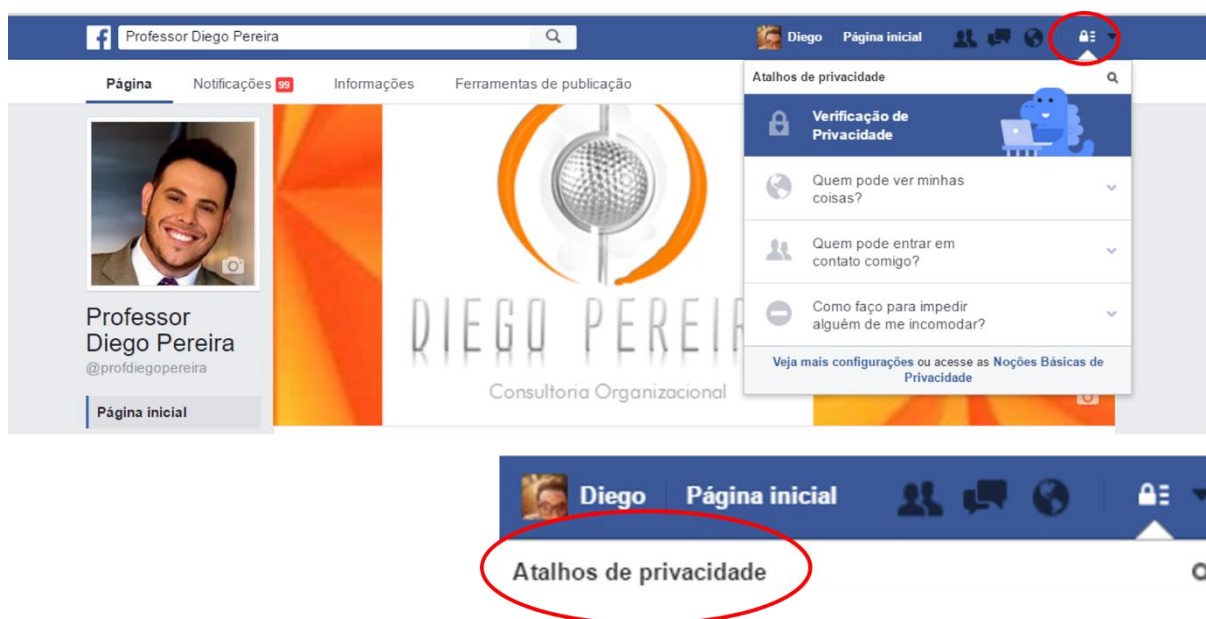 Professor Diego Pereira
Diego Página inicial
Página Notificações 99 Informações Ferramentas de publicação
Atalhos de privacidade
Verificação de
Privacidade
Quem pode ver minhas
coisas?
Quem pode entrar em
contato comigo?
Como faço para impedir
alguém de me incomodar?
Veja mais configurações ou acesse as Noções Básicas de
Privacidade
DIEGO PEREIR
Consultoria Organizacional
Professor
Diego Pereira
@profdiegopereira
Página inicial
Diego Página inicial
Atalhos de privacidade